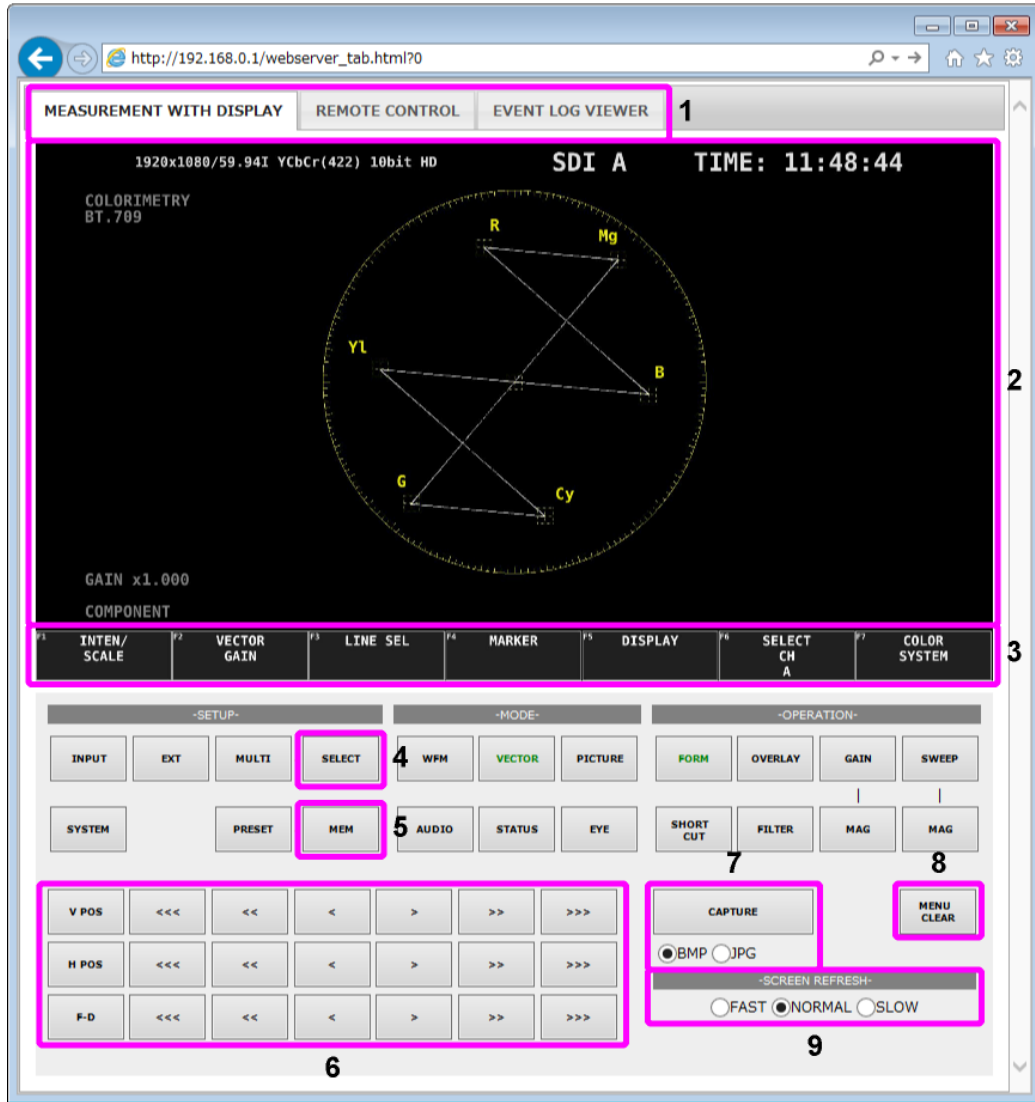 http://192.168.0.1/webserver_tab.html?0
MEASUREMENT WITH DISPLAY REMOTE CONTROL EVENT LOG VIEWER 1
1920x1080/59.94I YCbCr(422) 10bit HD SDI A TIME: 11:48:44
COLORIMETRY
BT.709
R
Mg
Yl
B
2
G
Cy
GAIN x1.000
COMPONENT
F1 INTEN/
SCALE
F2 VECTOR
GAIN
F3 LINE SEL
F4 MARKER
F5 DISPLAY
F6 SELECT
CH
A
F7 COLOR
SYSTEM
3
-SETUP- -MODE- -OPERATION-
INPUT EXT MULTI SELECT 4 WFM VECTOR PICTURE FORM OVERLAY GAIN SWEEP
| |
SYSTEM PRESET MEM 5 AUDIO STATUS EYE SHORT
CUT FILTER MAG MAG
7 8
V POS <<< << < > >> >>> CAPTURE MENU
CLEAR
H POS <<< << < > >> >>> BMP JPG
-SCREEN REFRESH-
F-D <<< << < > >> >>> FAST NORMAL SLOW
6 9